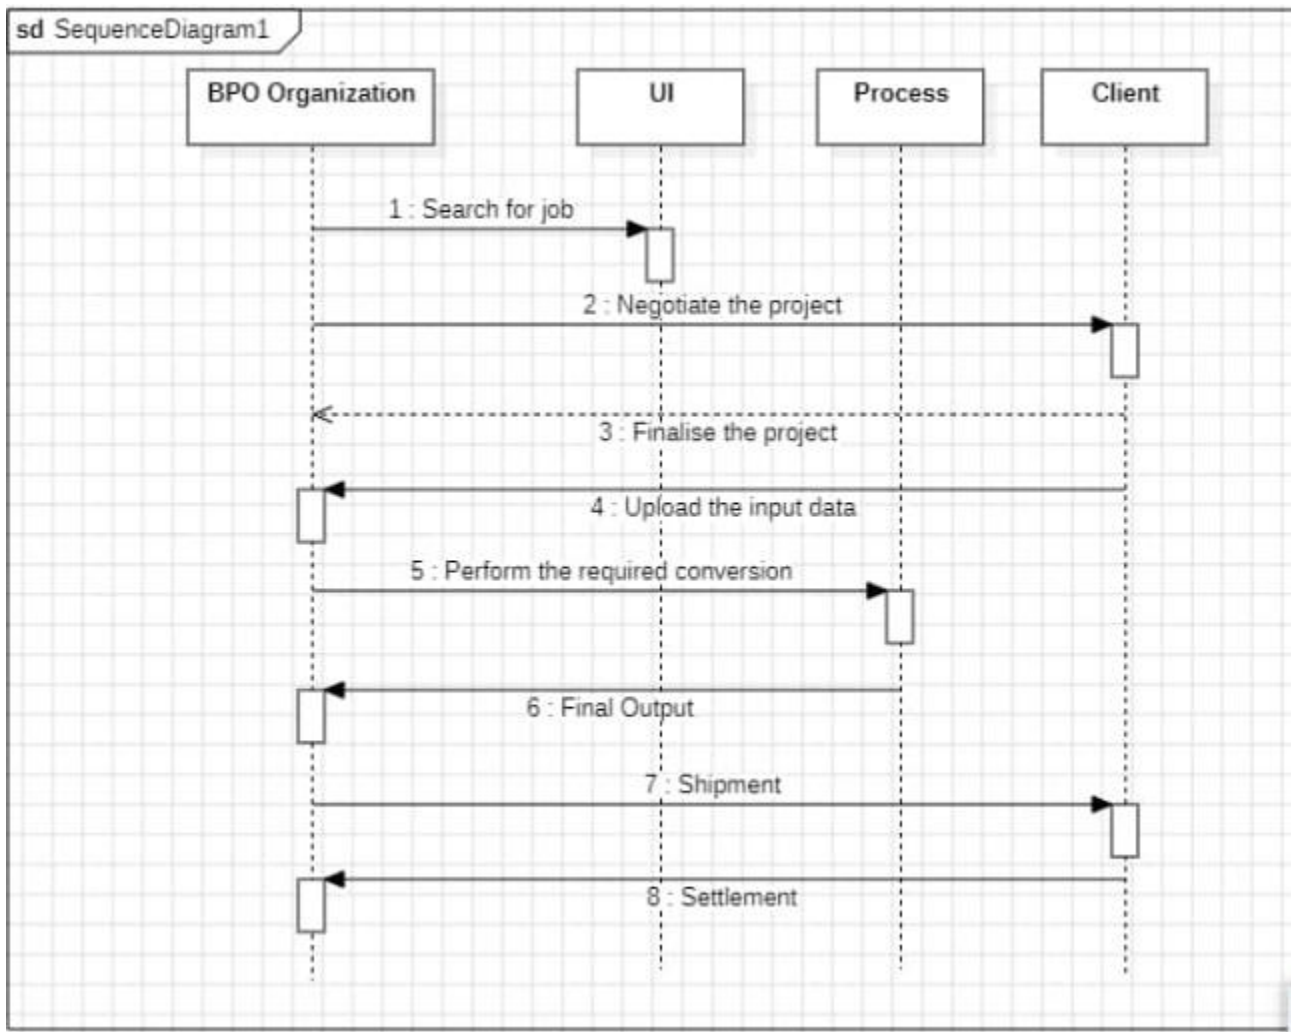 sd SequenceDiagram1
BPO Organization
UI
Process
Client
1 : Search for job
2 : Negotiate the project
3 : Finalise the project
4 : Upload the input data
5 : Perform the required conversion
6 : Final Output
7 : Shipment
8 : Settlement